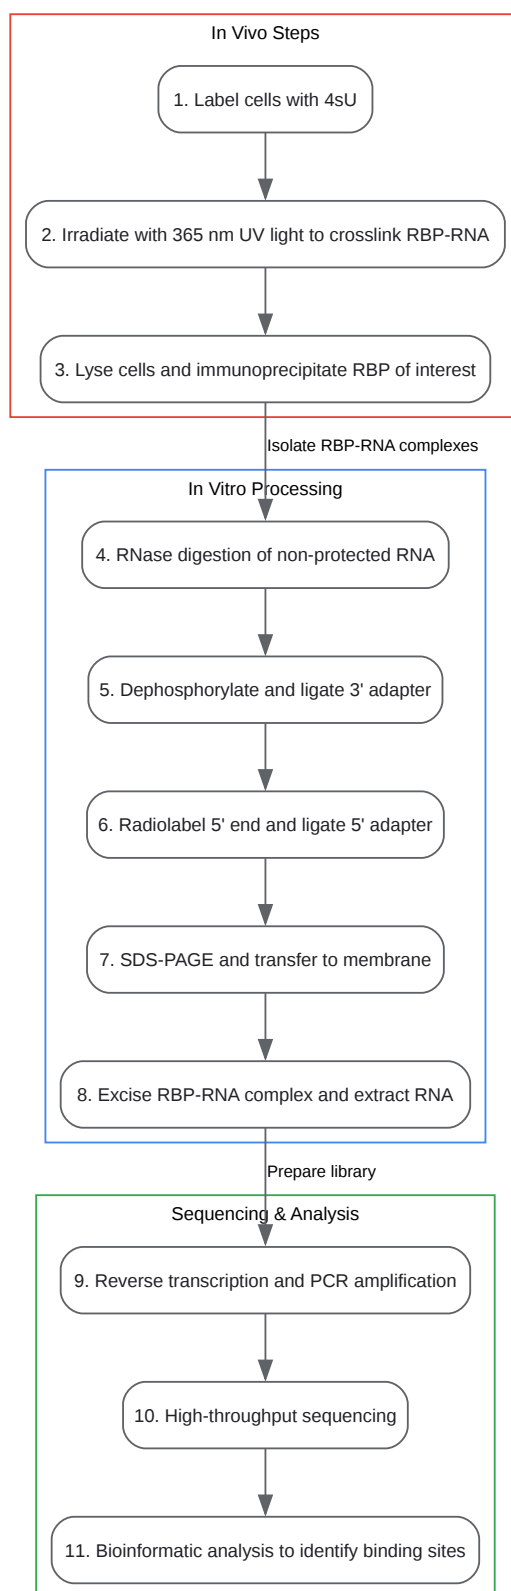 In Vivo Steps
1. Label cells with 4sU
2. Irradiate with 365 nm UV light to crosslink RBP-RNA
3. Lyse cells and immunoprecipitate RBP of interest
Isolate RBP-RNA complexes
In Vitro Processing
4. RNase digestion of non-protected RNA
5. Dephosphorylate and ligate 3' adapter
6. Radiolabel 5' end and ligate 5' adapter
7. SDS-PAGE and transfer to membrane
8. Excise RBP-RNA complex and extract RNA
Prepare library
Sequencing & Analysis
9. Reverse transcription and PCR amplification
10. High-throughput sequencing
11. Bioinformatic analysis to identify binding sites